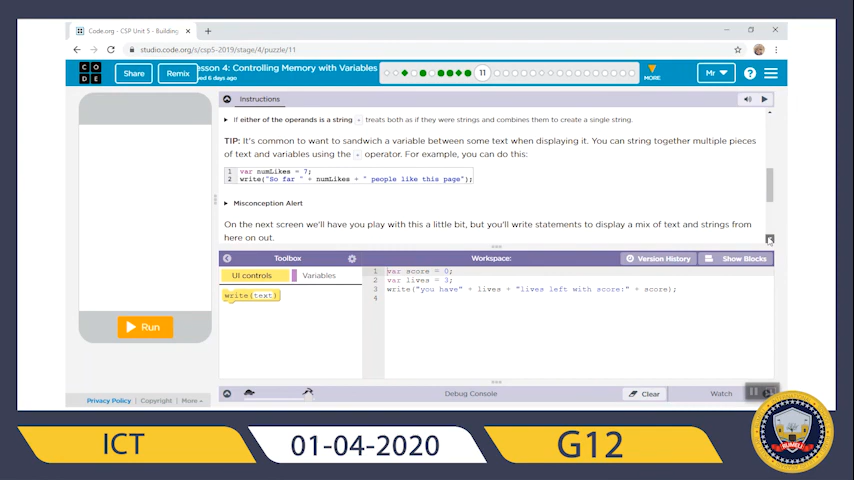 Code.org - CSP Unit 5 - Building
studio.code.org/s/csp5-2019/stage/4/puzzle/11
C O D E
Share
Remix
Lesson 4: Controlling Memory with Variables
ed 6 days ago
11
MORE
Mr
Instructions
If either of the operands is a string + treats both as if they were strings and combines them to create a single string.
TIP: It's common to want to sandwich a variable between some text when displaying it. You can string together multiple pieces
of text and variables using the + operator. For example, you can do this:
1 var numLikes = 7;
2 write("So far " + numLikes + " people like this page");
Misconception Alert
On the next screen we'll have you play with this a little bit, but you'll write statements to display a mix of text and strings from
here on out.
Toolbox
Workspace:
Version History
Show Blocks
UI controls
Variables
write(text)
1 var score = 0;
2 var lives = 3;
3 write("you have" + lives + "lives left with score:" + score);
4
Run
Debug Console
Clear
Watch
Privacy Policy | Copyright | More
ICT
01-04-2020
G12